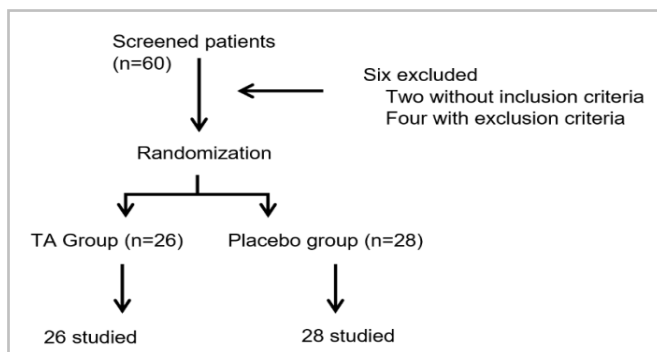 Screened patients
(n=60)
Six excluded
Two without inclusion criteria
Four with exclusion criteria
Randomization
TA Group (n=26)
Placebo group (n=28)
26 studied
28 studied